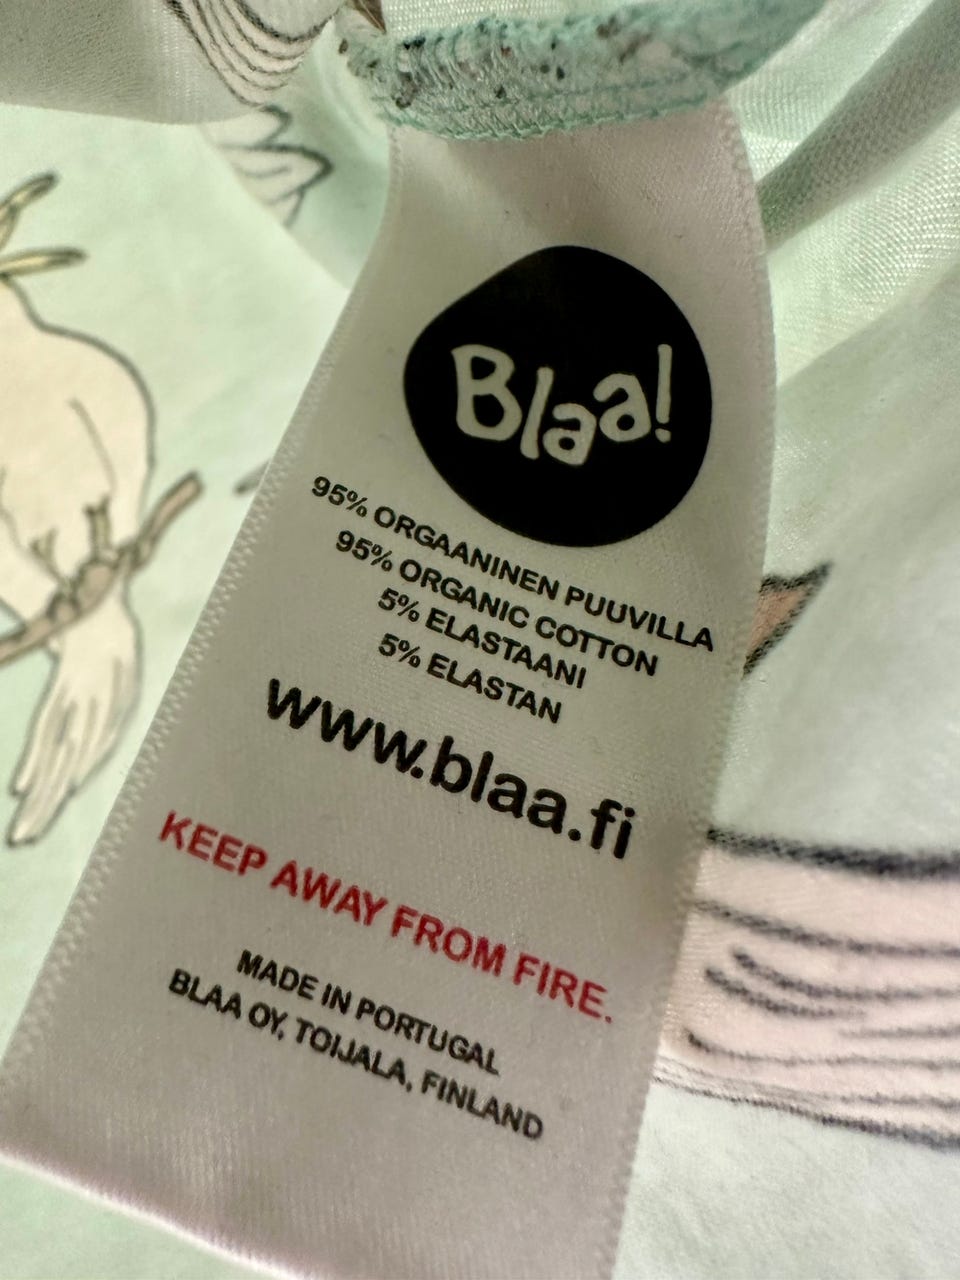 Blaa!
95% ORGAANINEN PUUVILLA
95% ORGANIC COTTON
5% ELASTAANI
5% ELASTAN
www.blaa.fi
KEEP AWAY FROM FIRE.
MADE IN PORTUGAL
BLAA OY, TOIJALA, FINLAND